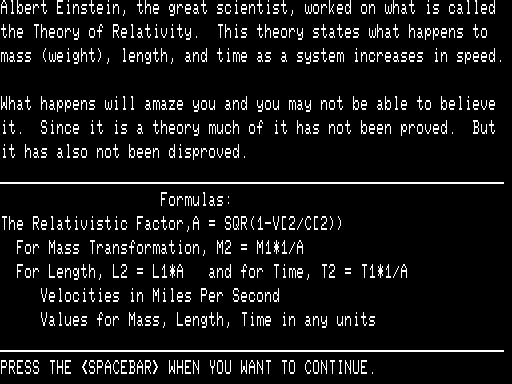 Albert Einstein, the great scientist, worked on what is called
the Theory of Relativity.  This theory states what happens to
mass (weight), length, and time as a system increases in speed.
What happens will amaze you and you may not be able to believe
it.  Since it is a theory much of it has not been proved.  But
it has also not been disproved.
Formulas:
The Relativistic Factor,A = SQR(1-V[2/C[2))
For Mass Transformation, M2 = M1*1/A
For Length, L2 = L1*A   and for Time, T2 = T1*1/A
Velocities in Miles Per Second
Values for Mass, Length, Time in any units
PRESS THE <SPACEBAR> WHEN YOU WANT TO CONTINUE.